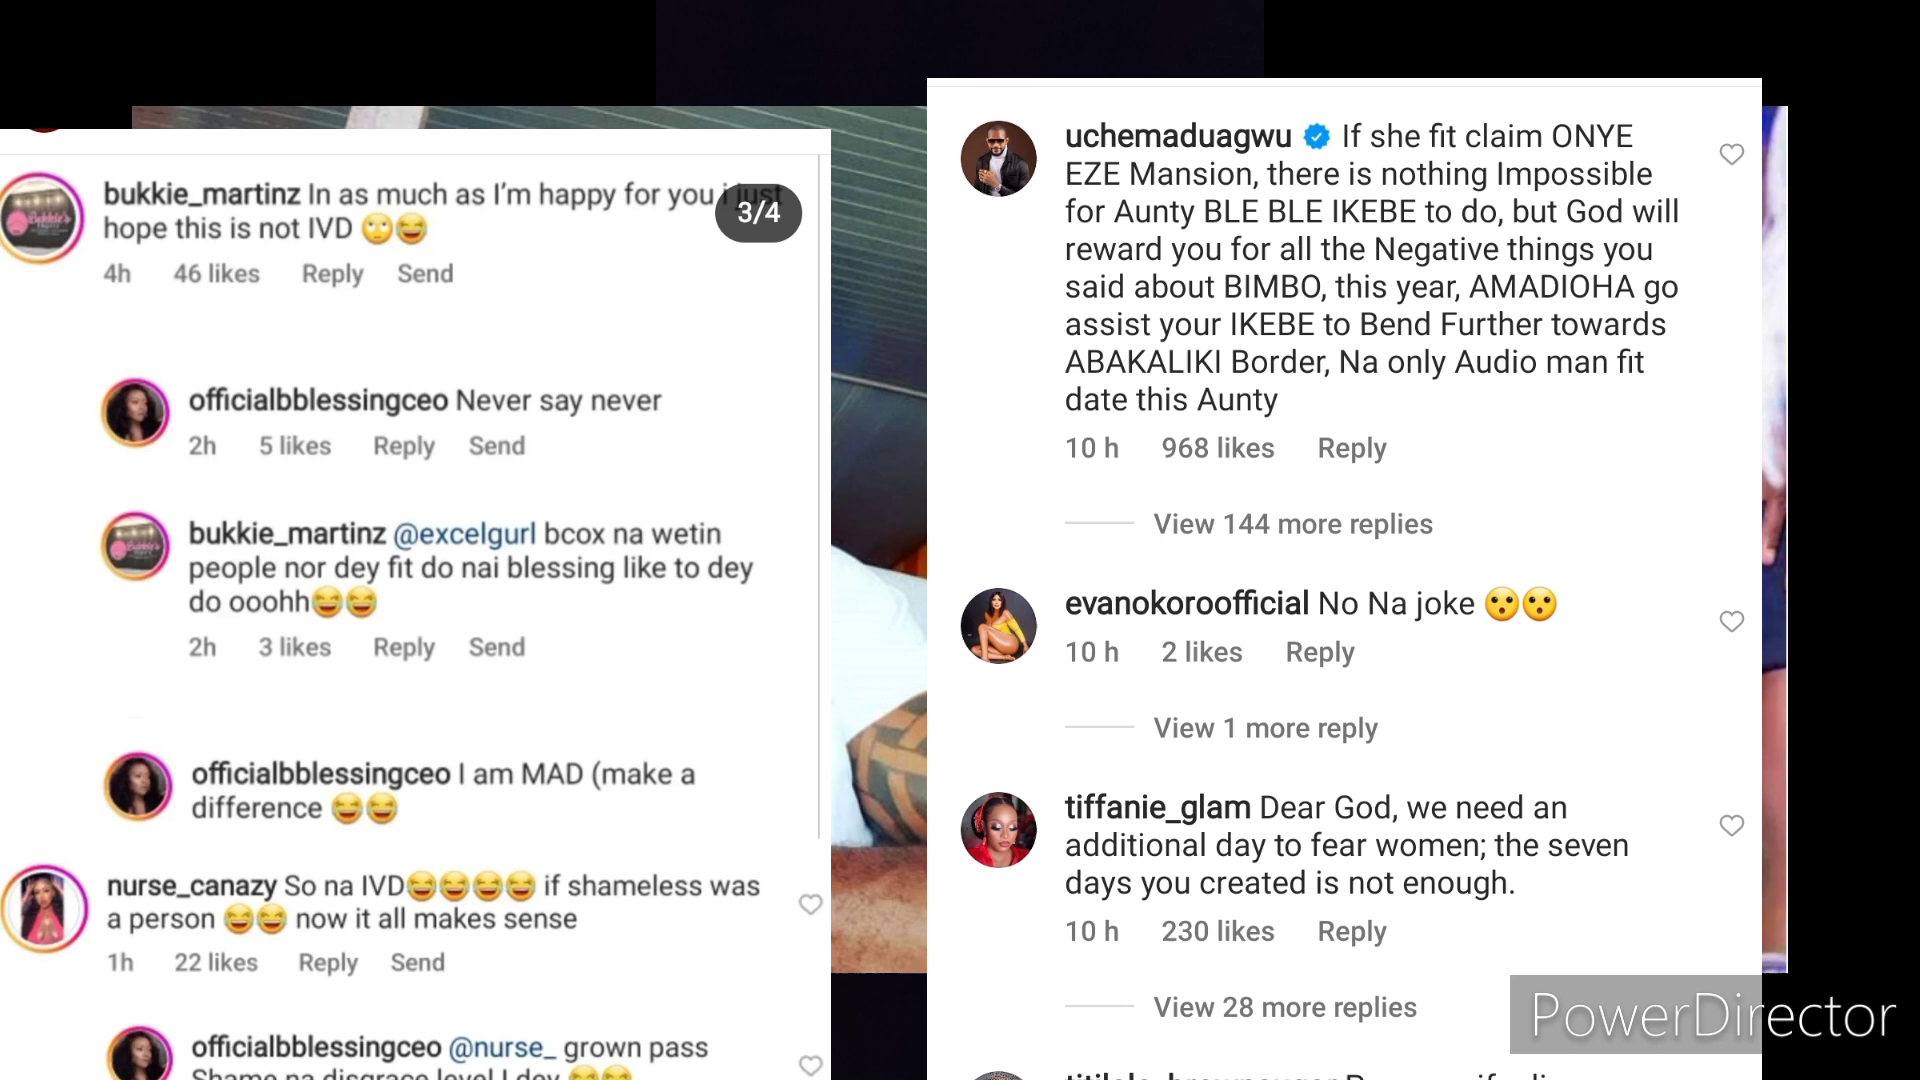 bukkie_martinz In as much as I'm happy for you i just
hope this is not IVD 🙄😂
3/4
4h 46 likes Reply Send
officialbblessingceo Never say never
2h 5 likes Reply Send
bukkie_martinz @excelgurl bcox na wetin
people nor dey fit do nai blessing like to dey
do ooohh😂😂
2h 3 likes Reply Send
officialbblessingceo I am MAD (make a
difference 😂😂
nurse_canazy So na IVD😂😂😂😂 if shameless was
a person 😂😂 now it all makes sense
1h 22 likes Reply Send
officialbblessingceo @nurse_ grown pass
Shame na disgrace level I dey 😂😂
uchemaduagwu If she fit claim ONYE
EZE Mansion, there is nothing Impossible
for Aunty BLE BLE IKEBE to do, but God will
reward you for all the Negative things you
said about BIMBO, this year, AMADIOHA go
assist your IKEBE to Bend Further towards
ABAKALIKI Border, Na only Audio man fit
date this Aunty
10 h 968 likes Reply
View 144 more replies
evanokoroofficial No Na joke 😮😮
10 h 2 likes Reply
View 1 more reply
tiffanie_glam Dear God, we need an
additional day to fear women; the seven
days you created is not enough.
10 h 230 likes Reply
View 28 more replies
PowerDirector